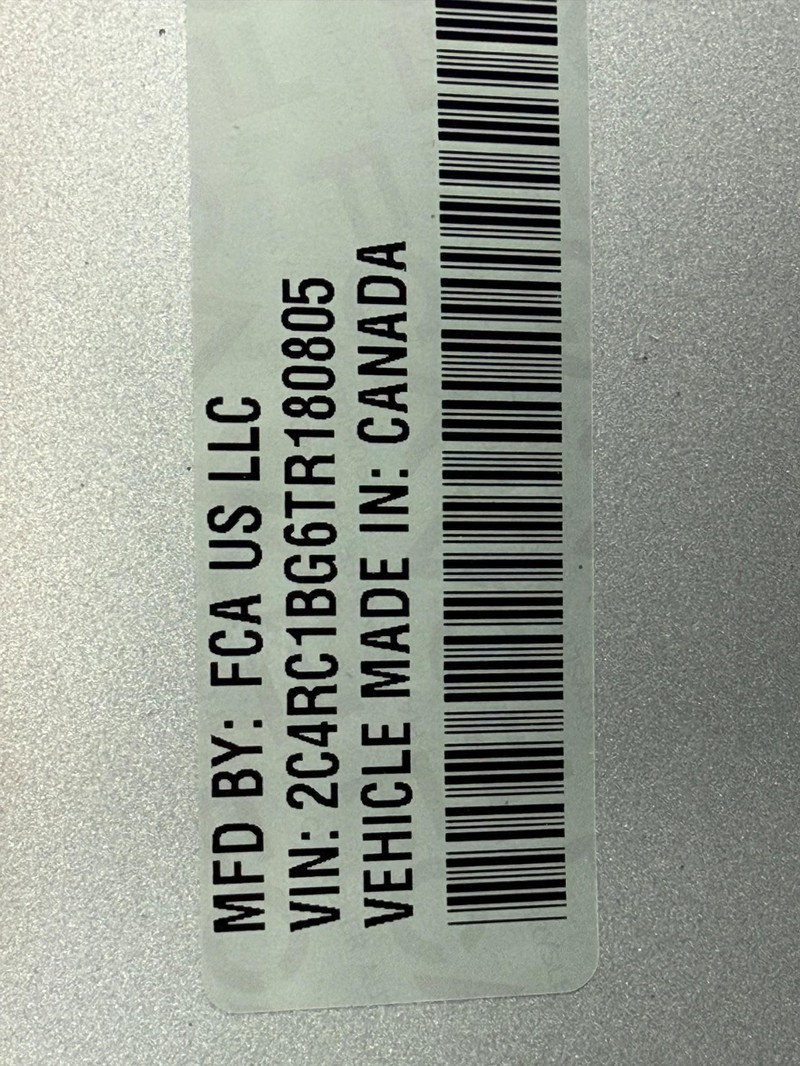 MFD BY: FCA US LLC
VIN: 2C4RC1BG6TR180805
VEHICLE MADE IN: CANADA